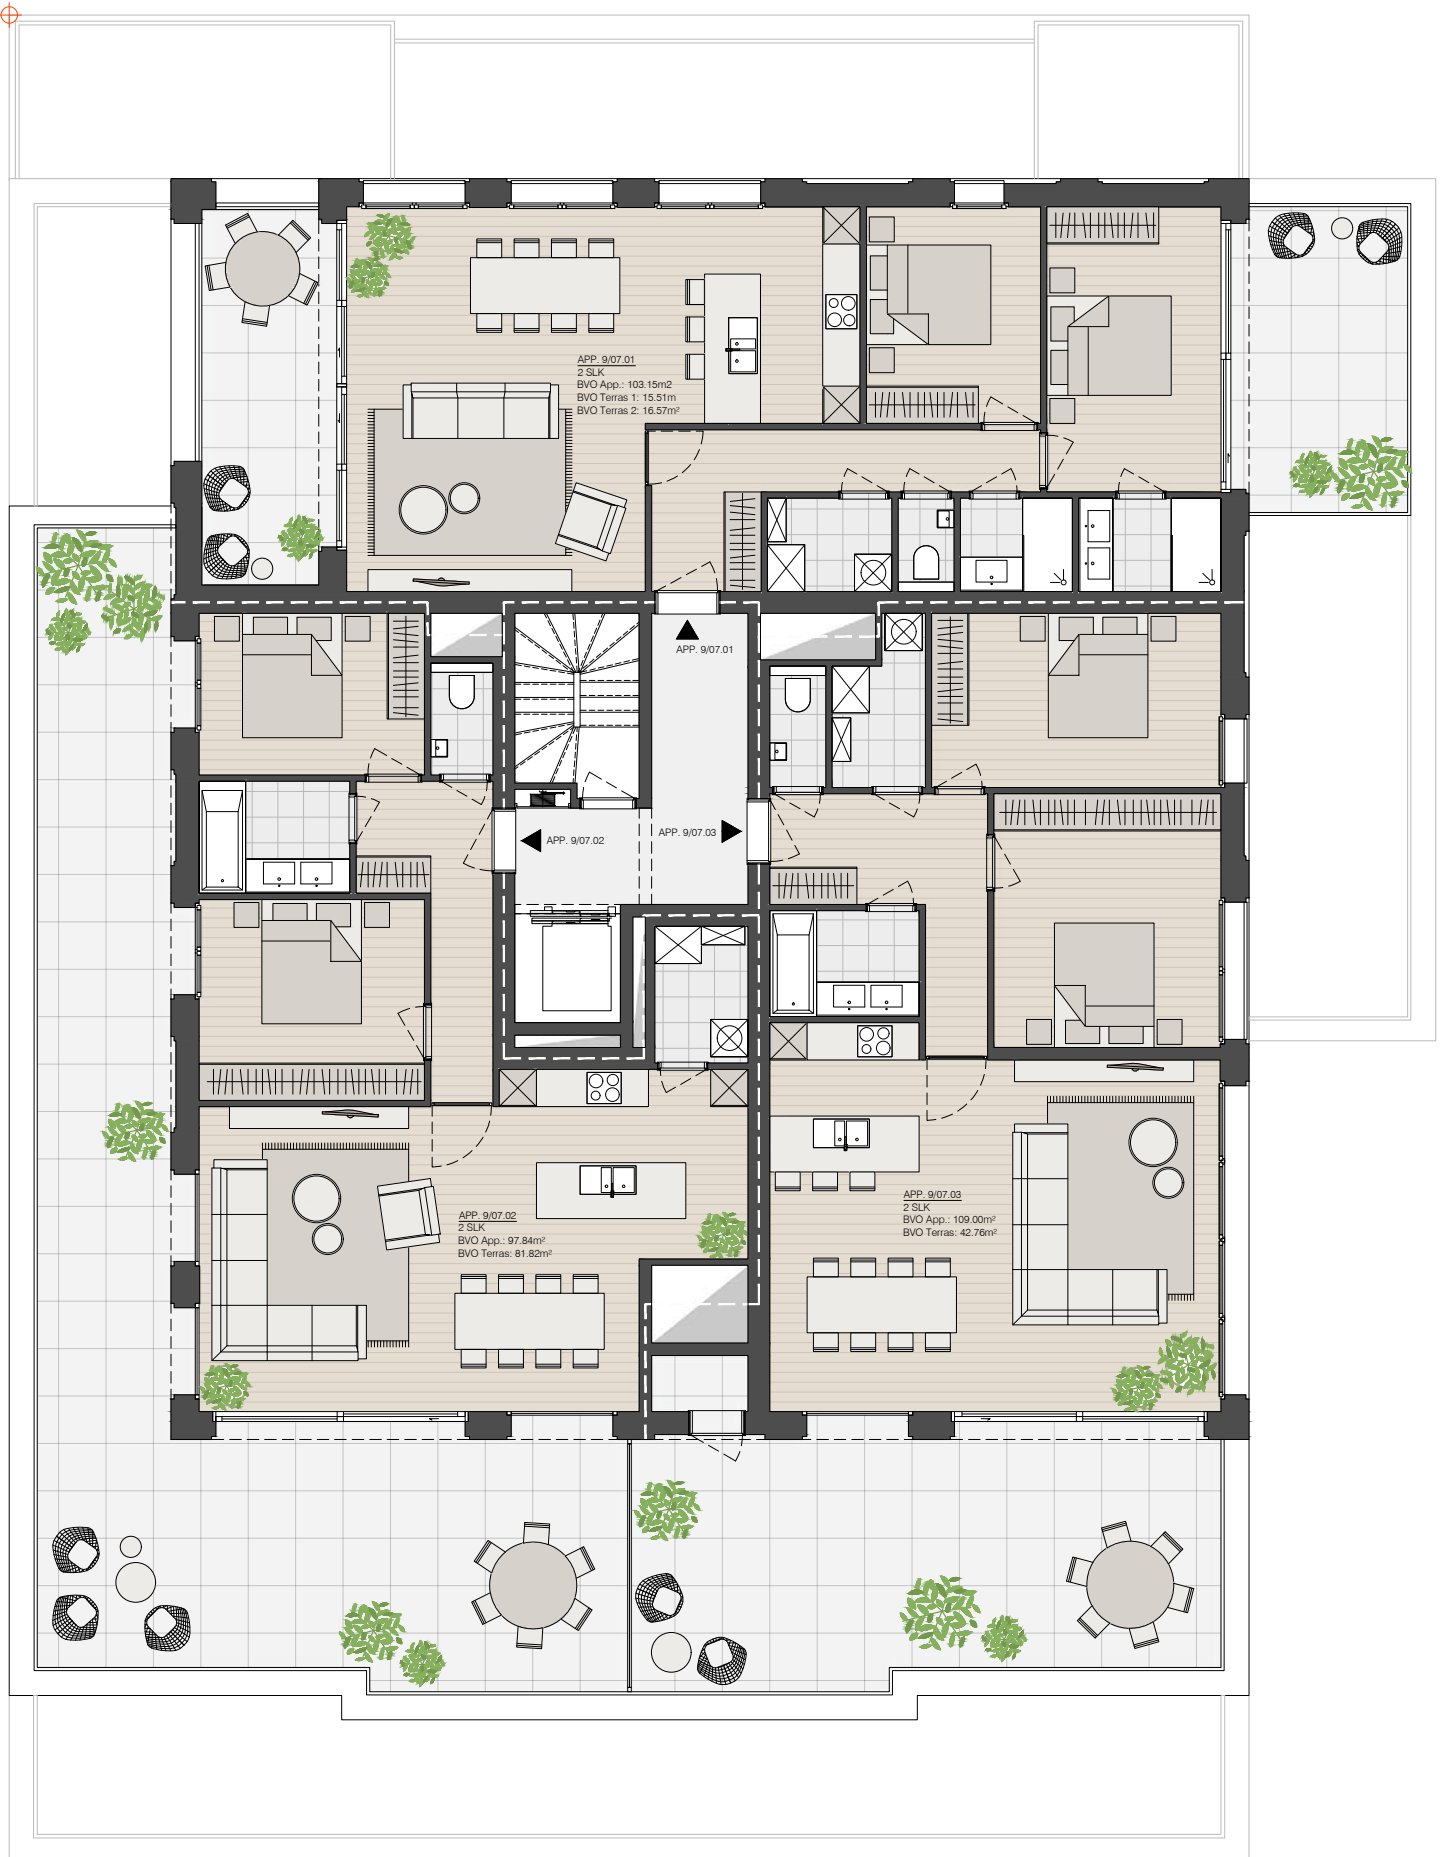 APP. 9/07.01
2 SLK
BVO App.: 103.15m2
BVO Terras 1: 15.51m
BVO Terras 2: 16.57m²
APP. 9/07.01
APP. 9/07.02
APP. 9/07.03
APP. 9/07.02
2 SLK
BVO App.: 97.84m²
BVO Terras: 81.82m²
APP. 9/07.03
2 SLK
BVO App.: 109.00m²
BVO Terras: 42.76m²